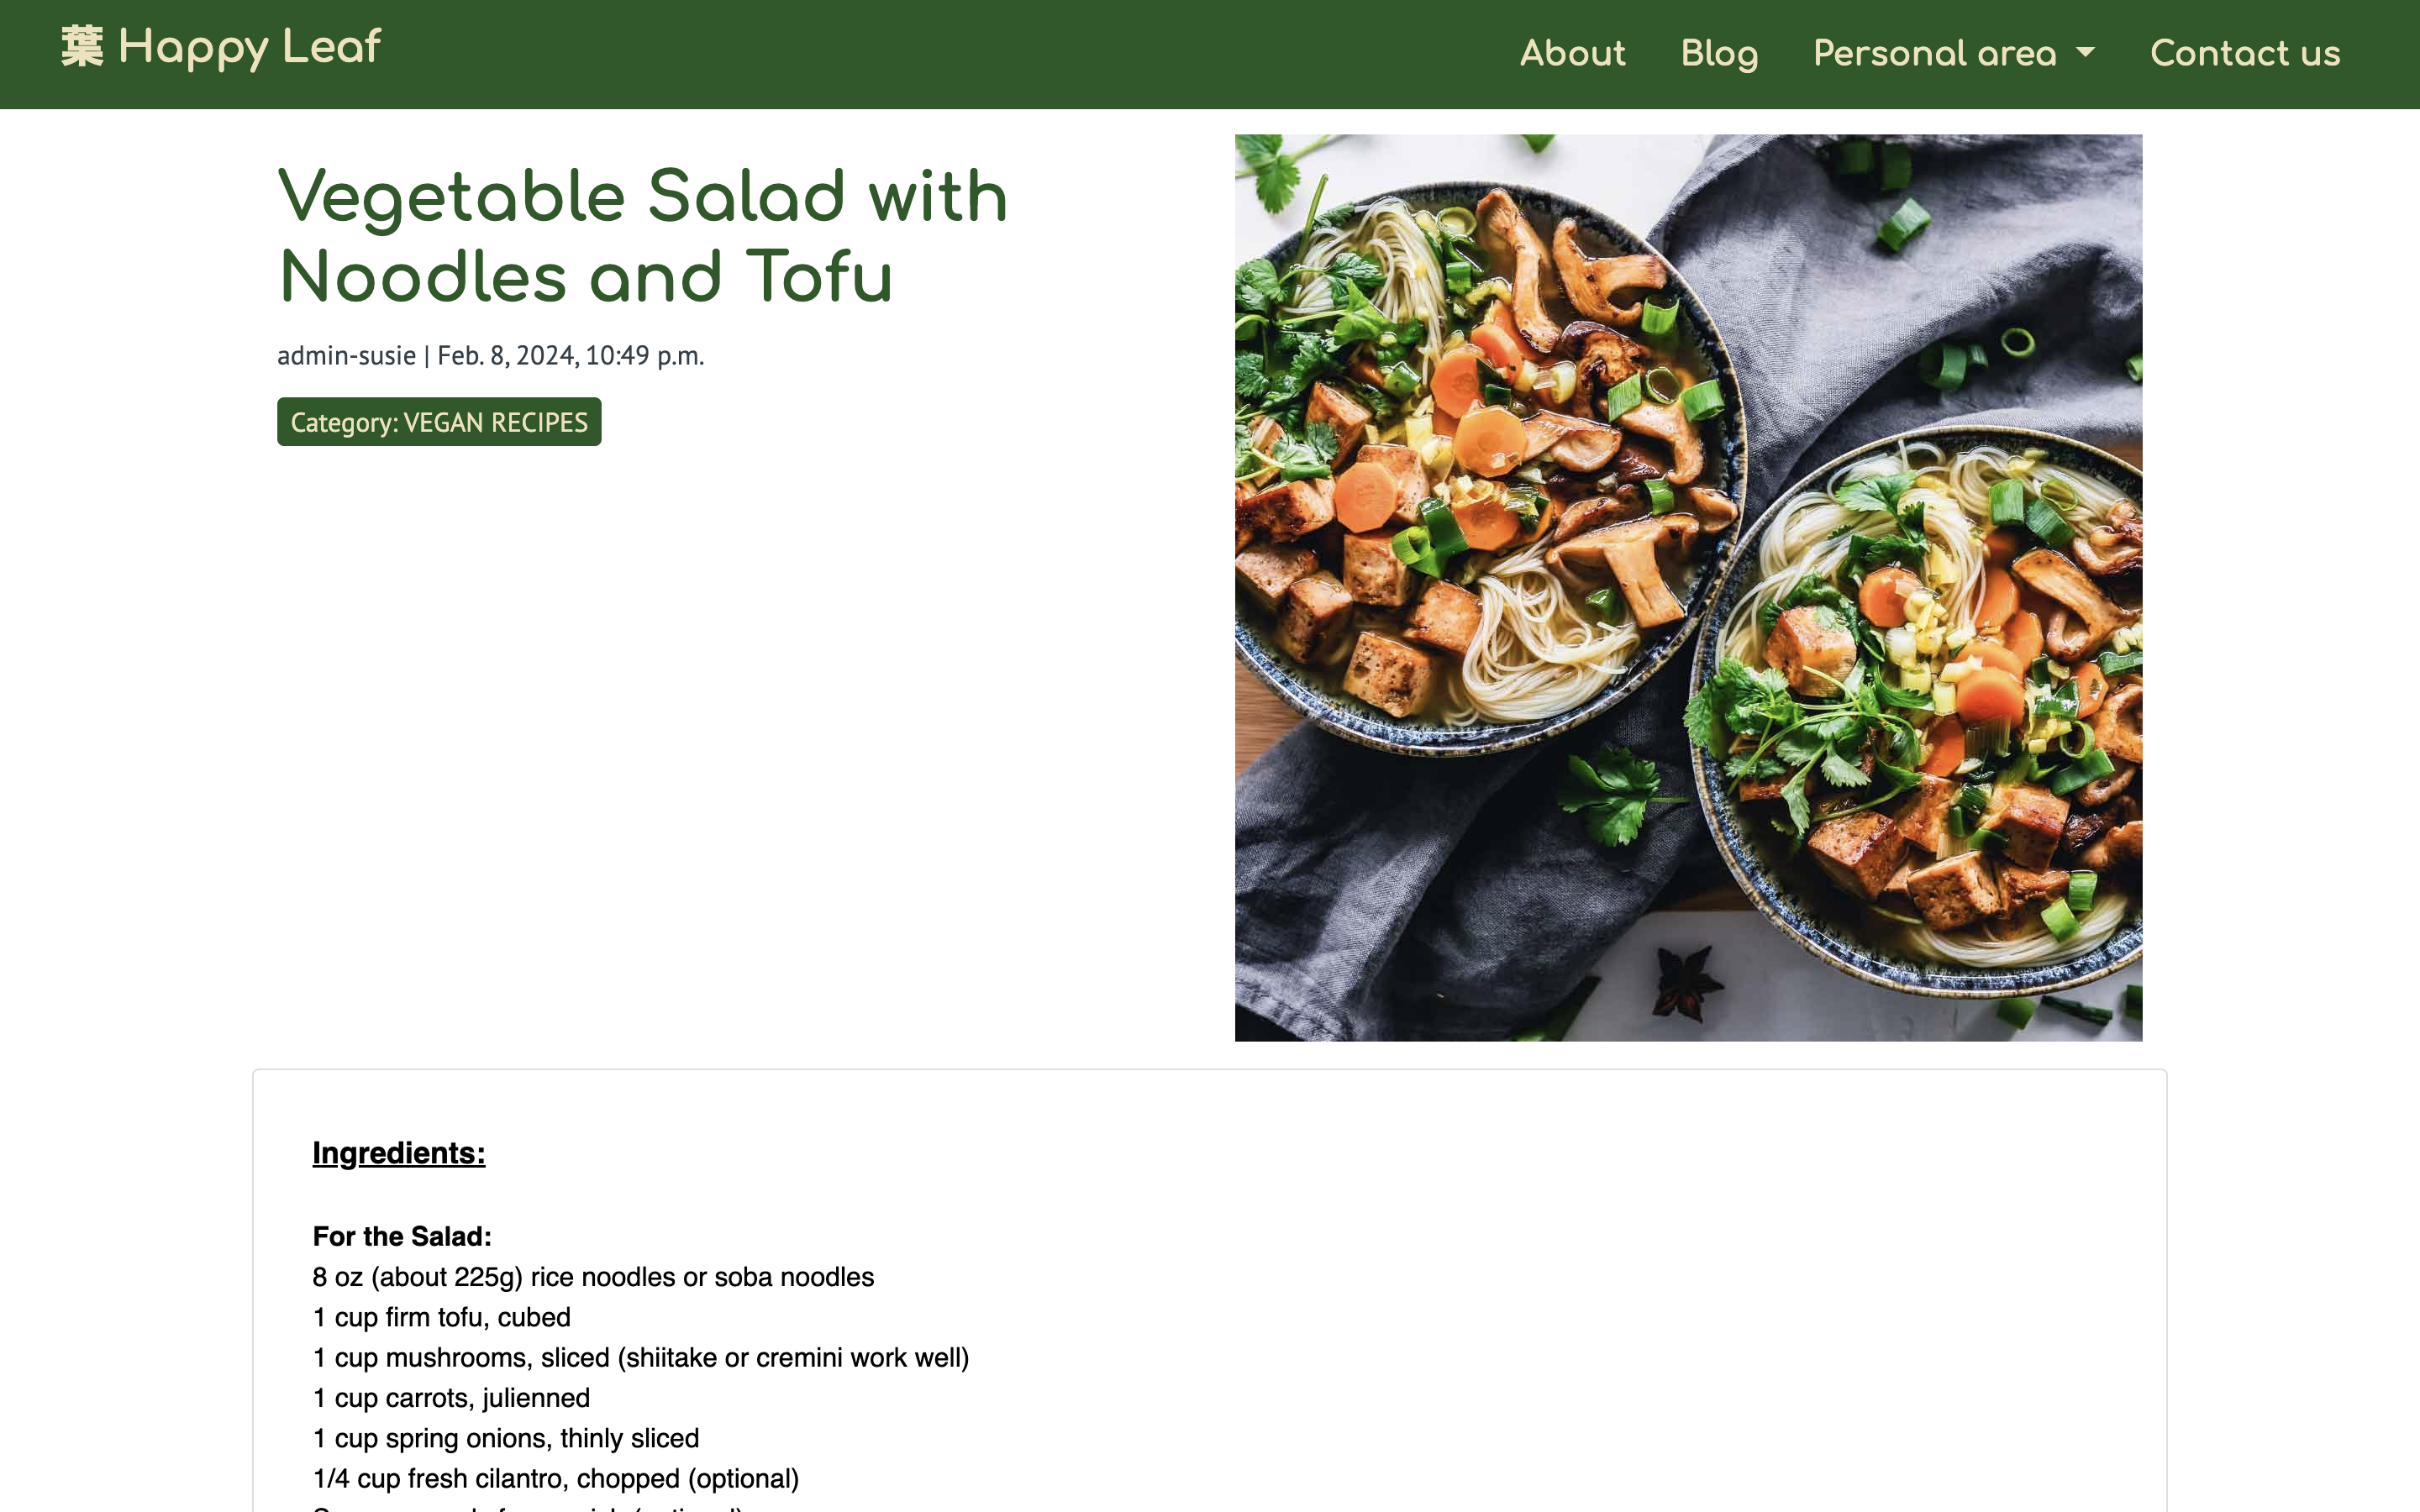 葉 Happy Leaf
About Blog Personal area Contact us
Vegetable Salad with
Noodles and Tofu
admin-susie | Feb. 8, 2024, 10:49 p.m.
Category: VEGAN RECIPES
Ingredients:
For the Salad:
8 oz (about 225g) rice noodles or soba noodles
1 cup firm tofu, cubed
1 cup mushrooms, sliced (shiitake or cremini work well)
1 cup carrots, julienned
1 cup spring onions, thinly sliced
1/4 cup fresh cilantro, chopped (optional)